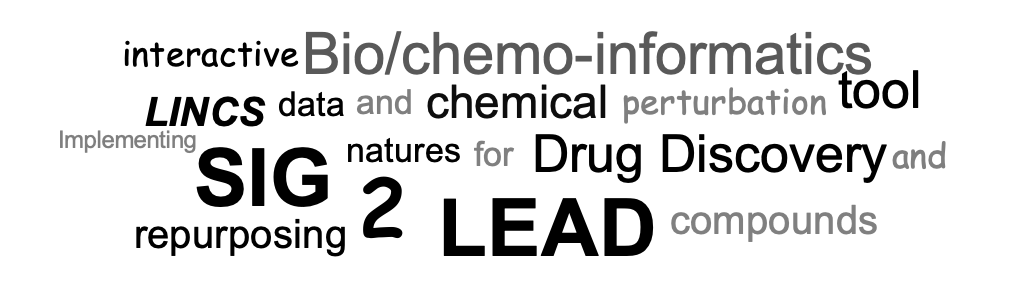 interactive Bio/chemo-informatics
LINCS data and chemical perturbation tool
Implementing SIG natures for Drug Discovery and
repurposing 2 LEAD compounds